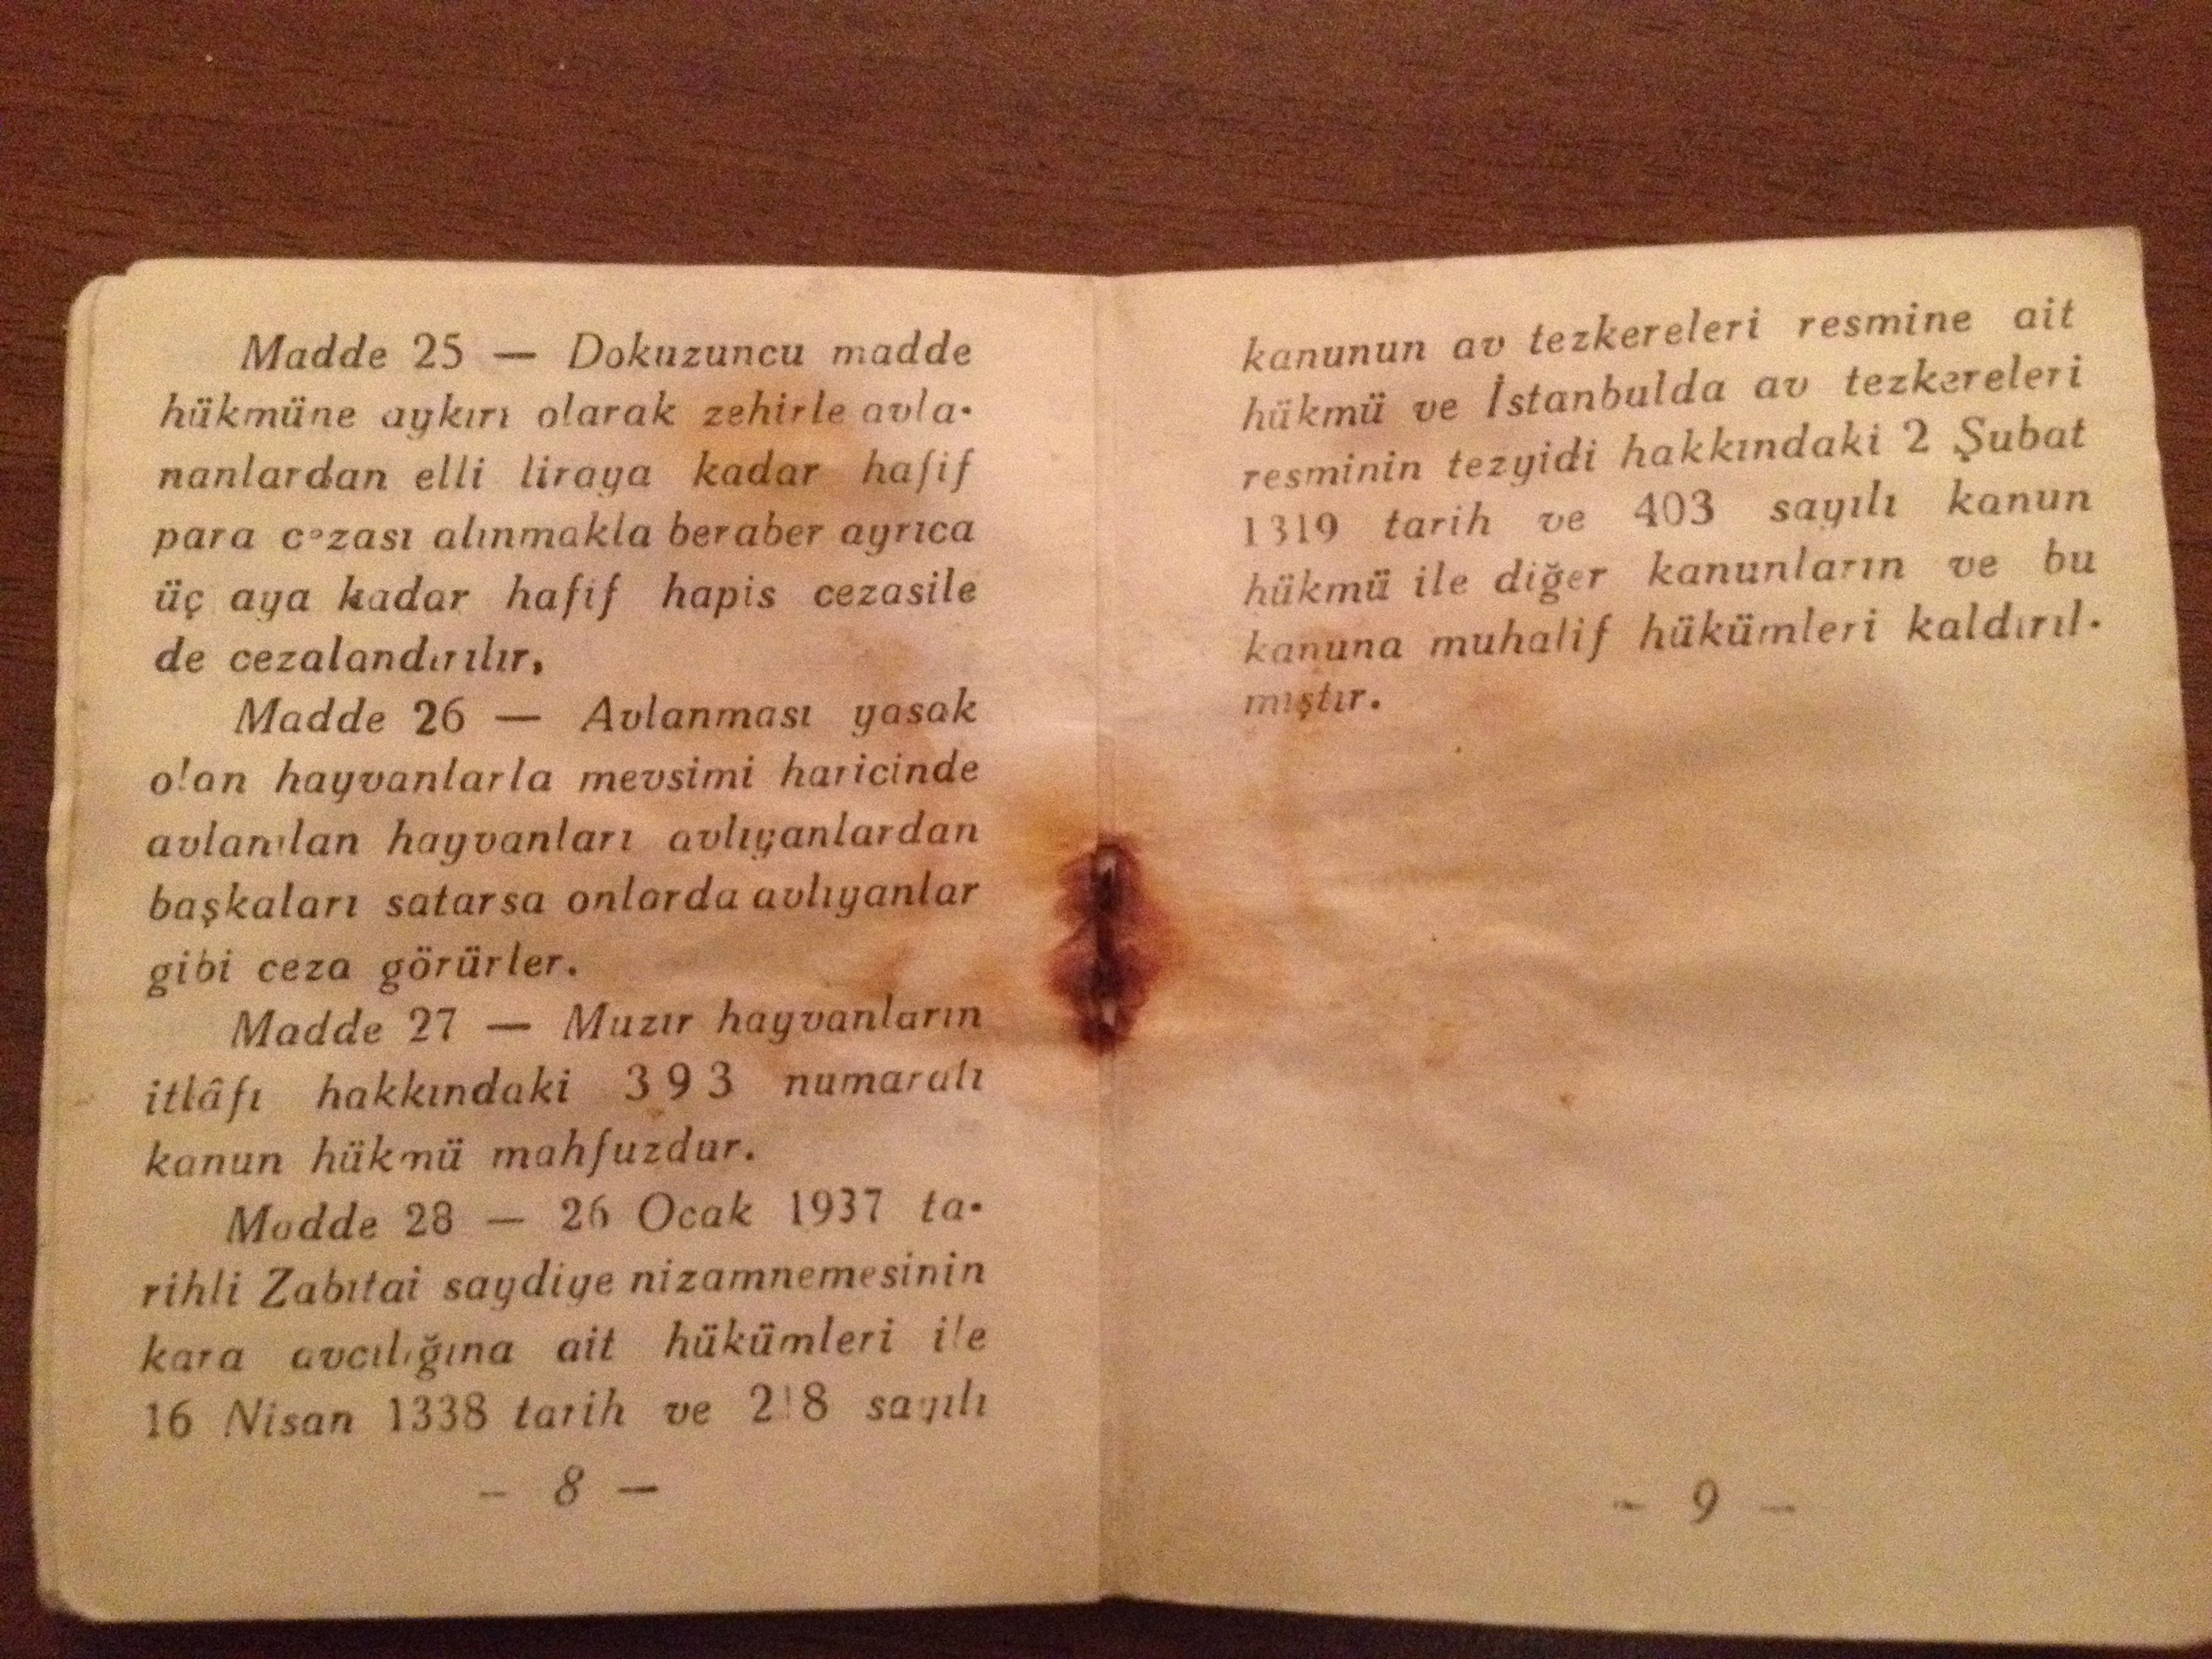 Madde 25 — Dokuzuncu madde
hükmüne aykırı olarak zehirle avla-
nanlardan elli liraya kadar hafif
para cezası alınmakla beraber ayrıca
üç aya kadar hafif hapis cezasile
de cezalandırılır,
Madde 26 — Avlanması yasak
olan hayvanlarla mevsimi haricinde
avlanılan hayvanları avlıyanlardan
başkaları satarsa onlarda avlıyanlar
gibi ceza görürler.
Madde 27 — Muzır hayvanların
itlâfı hakkındaki 393 numaralı
kanun hükmü mahfuzdur.
Madde 28 — 26 Ocak 1937 ta-
rihli Zabıtai saydiye nizamnemesinin
kara avcılığına ait hükümleri ile
16 Nisan 1338 tarih ve 218 sayılı
— 8 —
kanunun av tezkereleri resmine ait
hükmü ve İstanbulda av tezkereleri
resminin tezyidi hakkındaki 2 Şubat
1319 tarih ve 403 sayılı kanun
hükmü ile diğer kanunların ve bu
kanuna muhalif hükümleri kaldırıl-
mıştır.
— 9 —